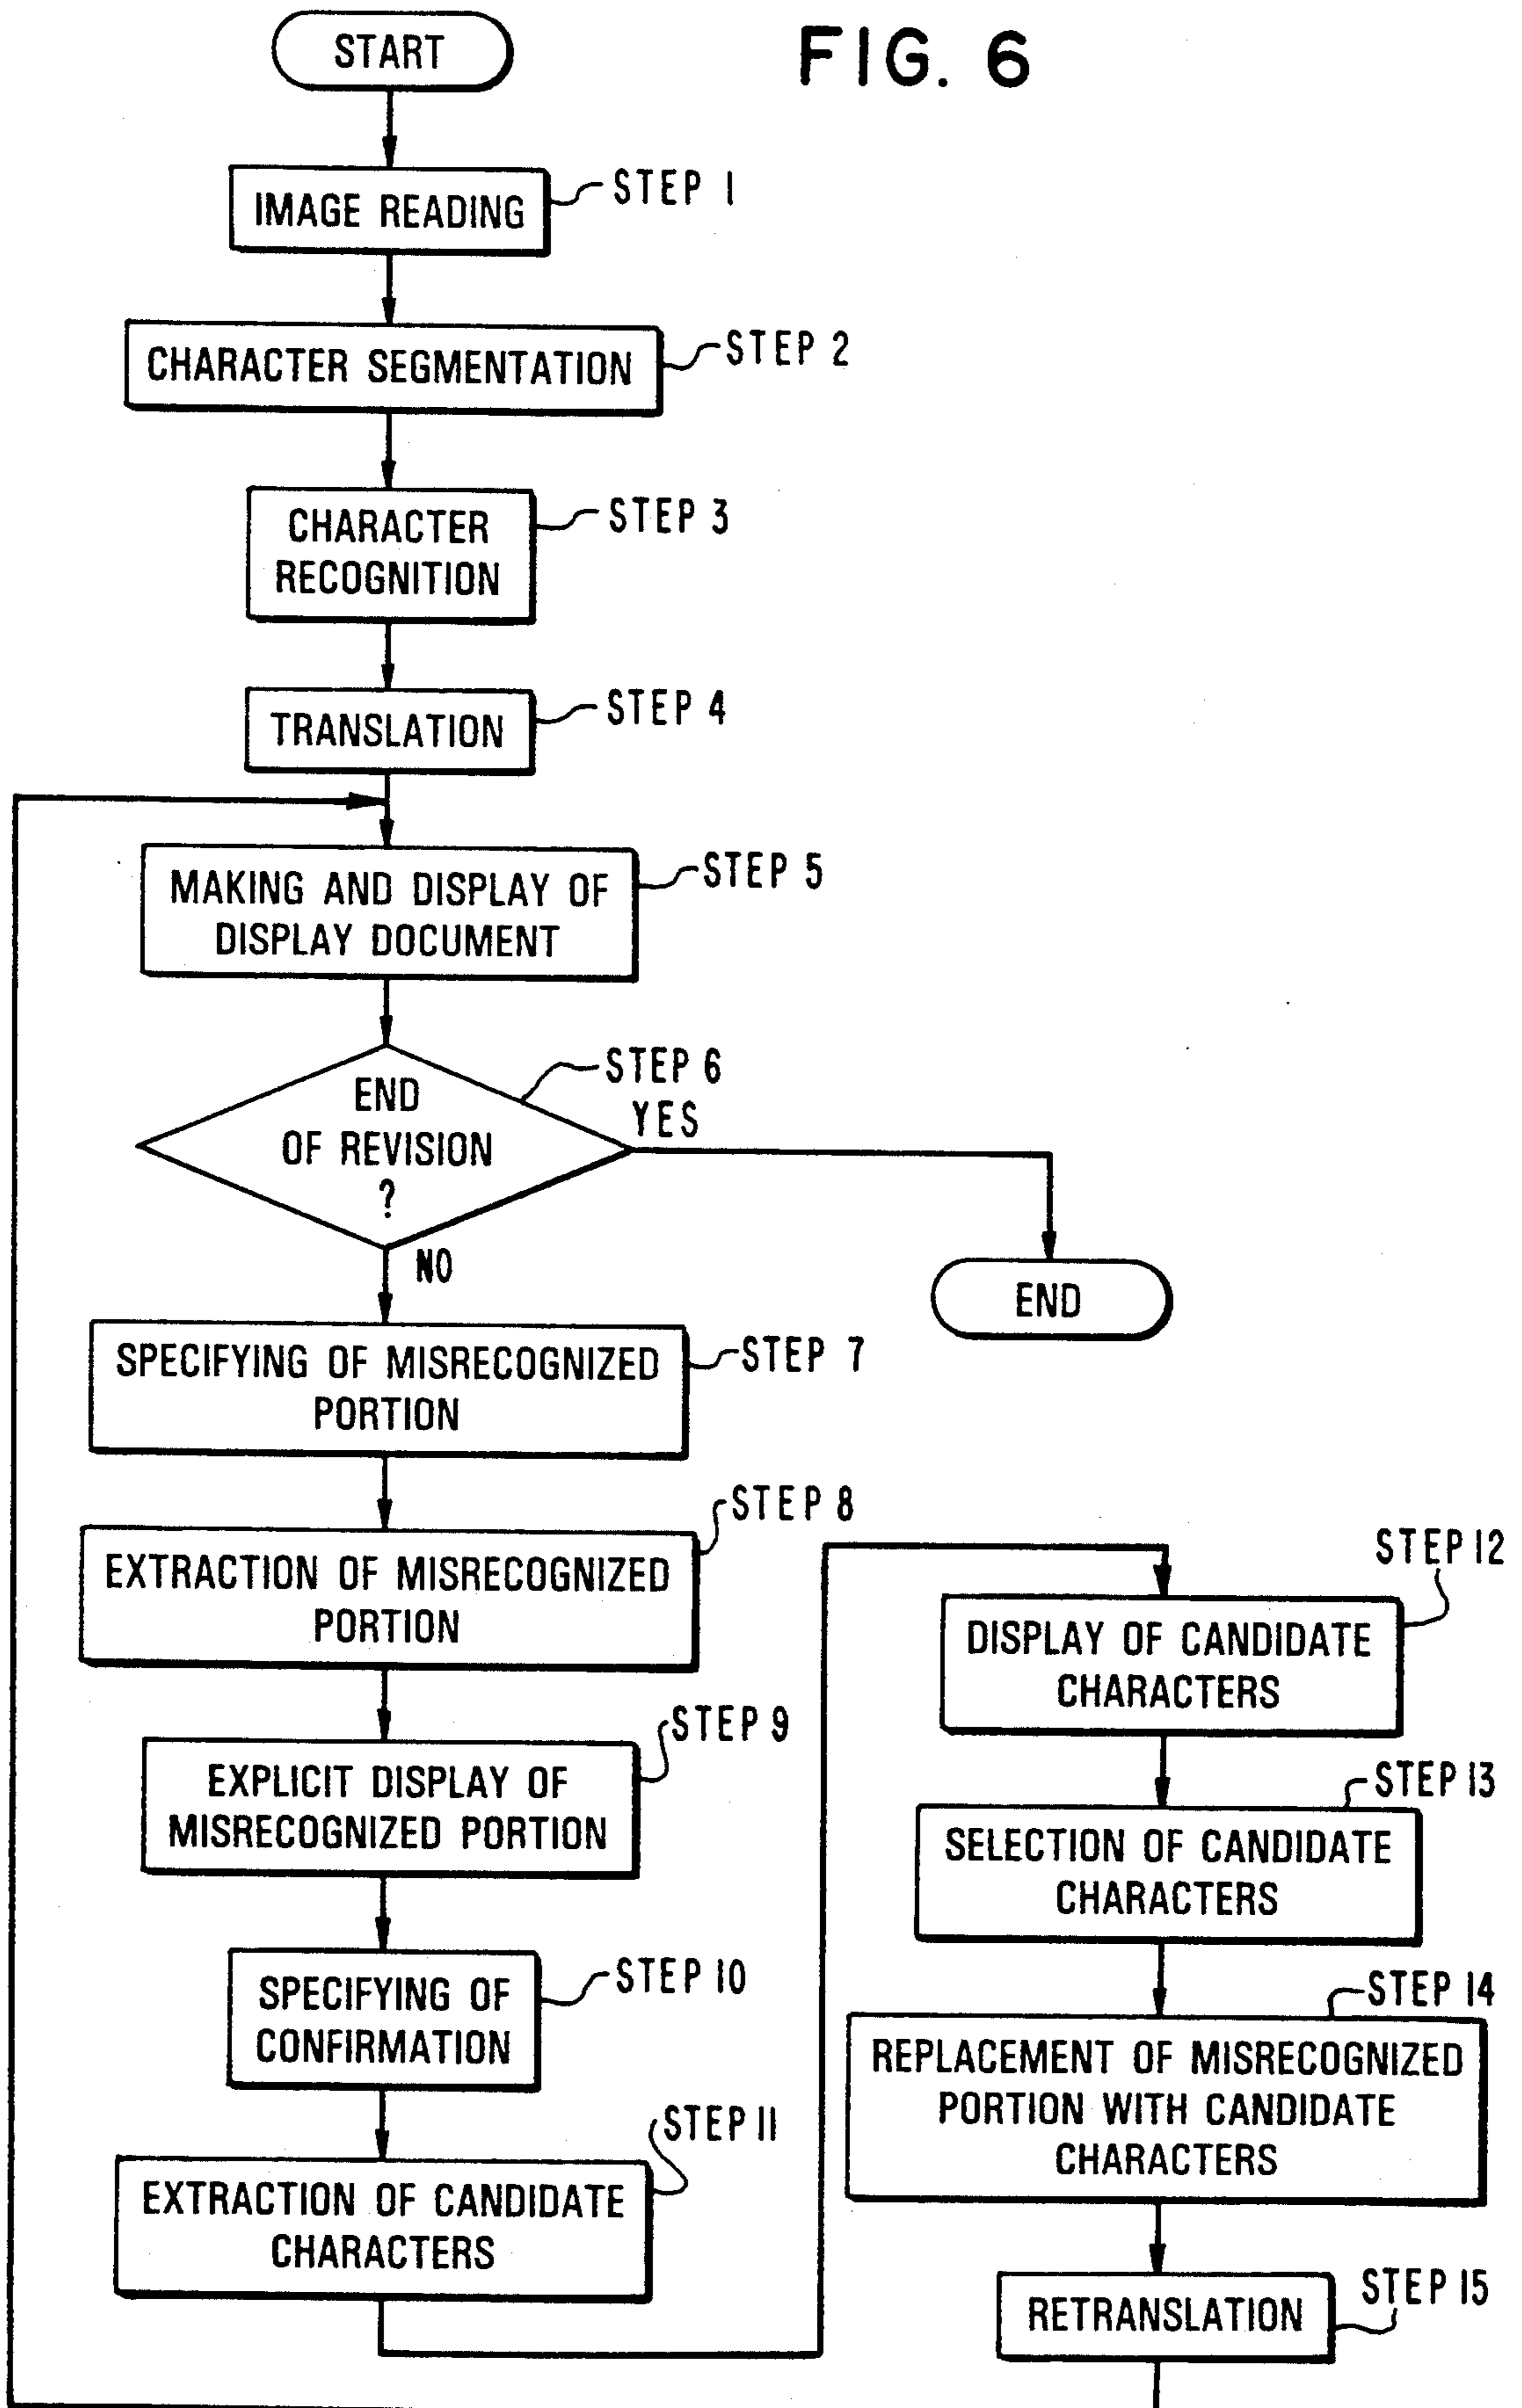 FIG. 6
START
IMAGE READING
STEP 1
CHARACTER SEGMENTATION
STEP 2
CHARACTER
RECOGNITION
STEP 3
TRANSLATION
STEP 4
MAKING AND DISPLAY OF
DISPLAY DOCUMENT
STEP 5
END
OF REVISION
?
STEP 6
YES
END
NO
SPECIFYING OF MISRECOGNIZED
PORTION
STEP 7
EXTRACTION OF MISRECOGNIZED
PORTION
STEP 8
EXPLICIT DISPLAY OF
MISRECOGNIZED PORTION
STEP 9
SPECIFYING OF
CONFIRMATION
STEP 10
EXTRACTION OF CANDIDATE
CHARACTERS
STEP 11
DISPLAY OF CANDIDATE
CHARACTERS
STEP 12
SELECTION OF CANDIDATE
CHARACTERS
STEP 13
REPLACEMENT OF MISRECOGNIZED
PORTION WITH CANDIDATE
CHARACTERS
STEP 14
RETRANSLATION
STEP 15